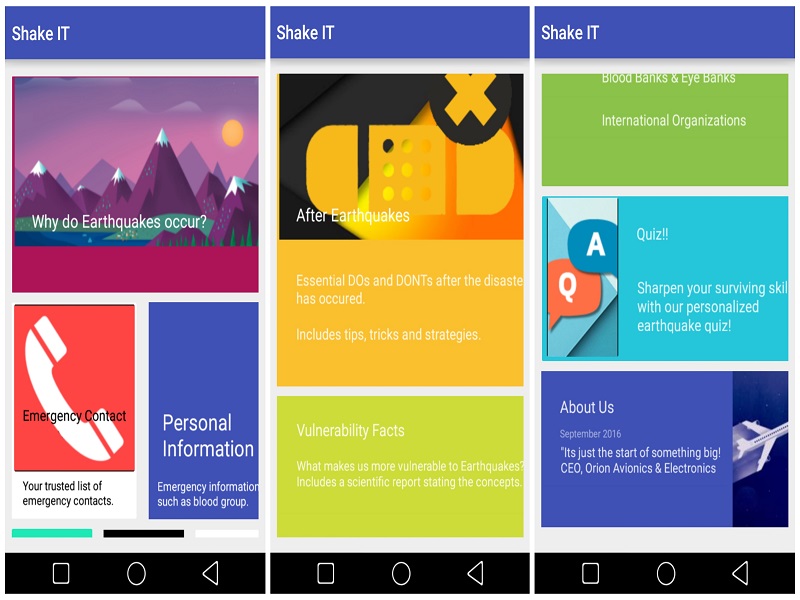 Shake IT
Why do Earthquakes occur?
Emergency Contact
Your trusted list of
emergency contacts.
Personal
Information
Emergency information
such as blood group.
Shake IT
After Earthquakes
Essential DOs and DONTs after the disaste
has occured.
Includes tips, tricks and strategies.
Vulnerability Facts
What makes us more vulnerable to Earthquakes?
Includes a scientific report stating the concepts.
Shake IT
Blood Banks & Eye Banks
International Organizations
A
Q
Quiz!!
Sharpen your surviving skil
with our personalized
earthquake quiz!
About Us
September 2016
"Its just the start of something big!
CEO, Orion Avionics & Electronics